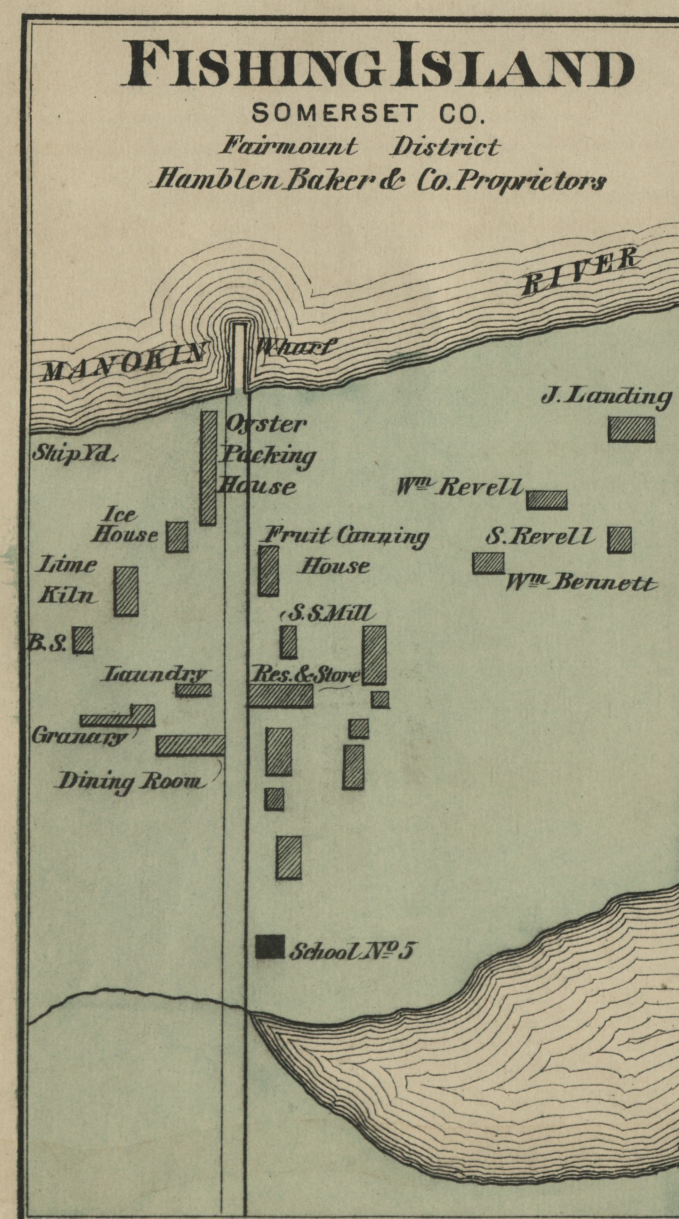 FISHING ISLAND
SOMERSET CO.
Fairmount District
Hamblen Baker & Co. Proprietors
RIVER
MANOKIN
Wharf
J. Landing
Oyster
Packing
House
Ship Yd.
Wm Revell
Ice
House
Fruit Canning
House
S. Revell
Wm Bennett
Lime
Kiln
S.S. Mill
B.S.
Laundry
Res. & Store
Granary
Dining Room
School No 5